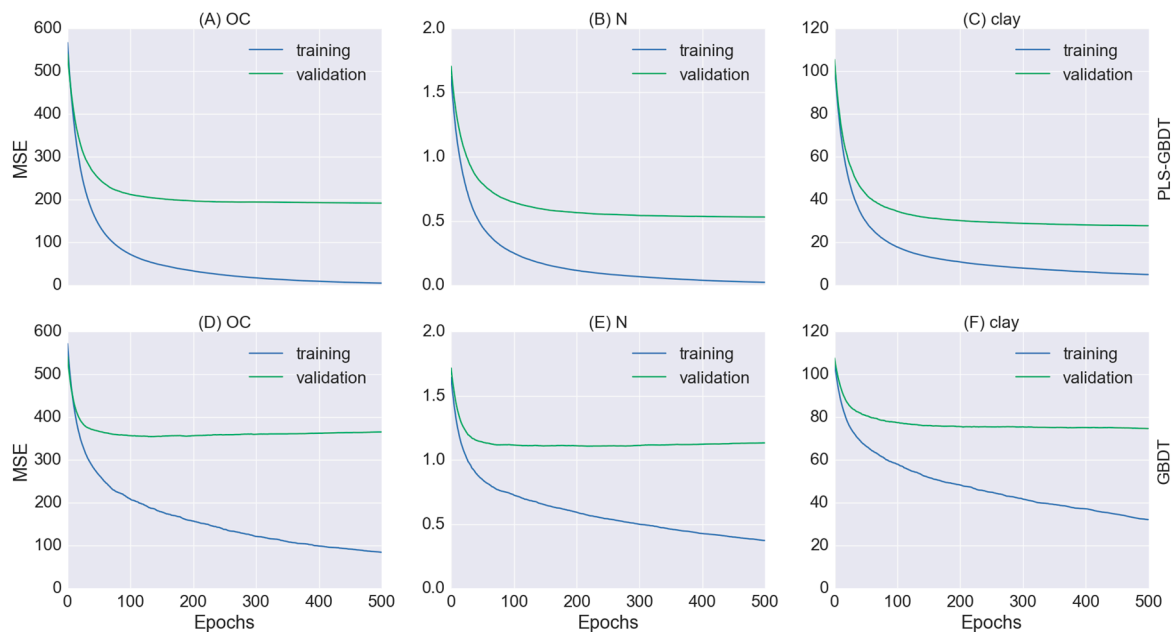 (A) OC
(B) N
(C) clay
600
500
400
300
200
100
0
MSE
training
validation
2.0
1.5
1.0
0.5
0.0
training
validation
120
100
80
60
40
20
0
training
validation
PLS-GBDT
(D) OC
(E) N
(F) clay
600
500
400
300
200
100
0
MSE
training
validation
0 100 200 300 400 500
Epochs
2.0
1.5
1.0
0.5
0.0
training
validation
0 100 200 300 400 500
Epochs
120
100
80
60
40
20
0
training
validation
0 100 200 300 400 500
Epochs
GBDT